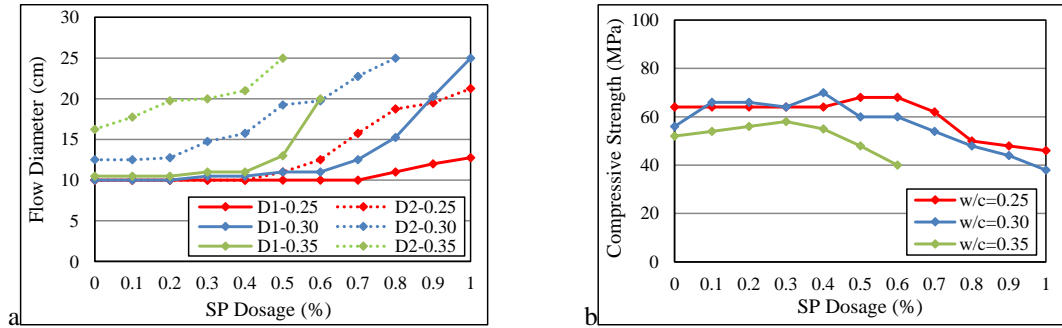 30
25
20
15
10
5
0
Flow Diameter (cm)
D1-0.25 D2-0.25
D1-0.30 D2-0.30
D1-0.35 D2-0.35
0 0.1 0.2 0.3 0.4 0.5 0.6 0.7 0.8 0.9 1
SP Dosage (%)
a
100
80
60
40
20
0
Compressive Strength (MPa)
w/c=0.25
w/c=0.30
w/c=0.35
0 0.1 0.2 0.3 0.4 0.5 0.6 0.7 0.8 0.9 1
SP Dosage (%)
b